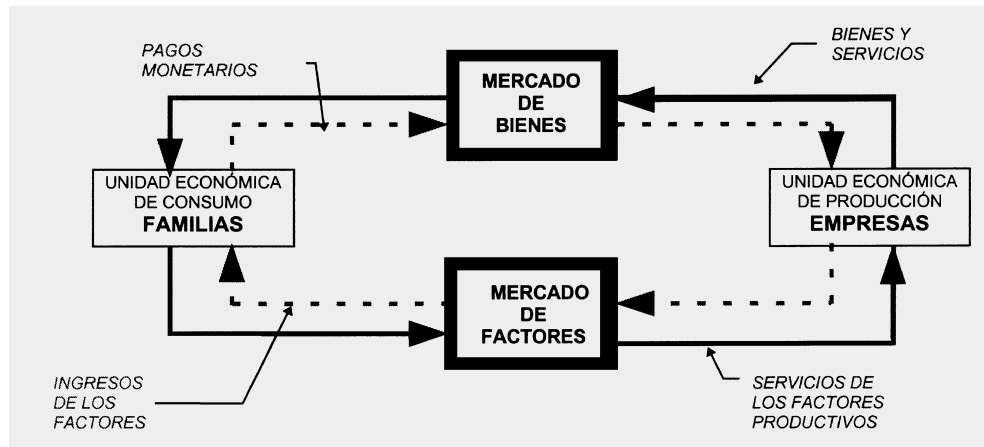 PAGOS
MONETARIOS
MERCADO
DE
BIENES
BIENES Y
SERVICIOS
UNIDAD ECONÓMICA
DE CONSUMO
FAMILIAS
UNIDAD ECONÓMICA
DE PRODUCCIÓN
EMPRESAS
MERCADO
DE
FACTORES
INGRESOS
DE LOS
FACTORES
SERVICIOS DE
LOS FACTORES
PRODUCTIVOS